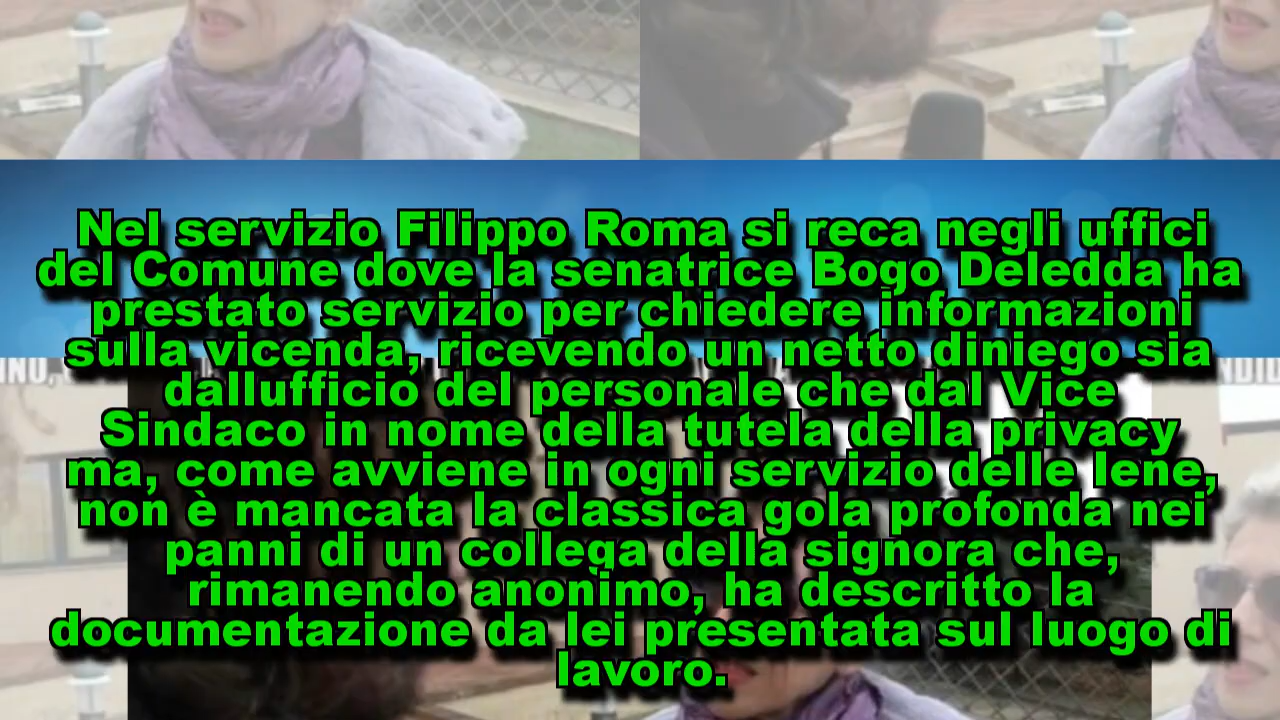 Nel servizio Filippo Roma si reca negli uffici
del Comune dove la senatrice Bogo Deledda ha
prestato servizio per chiedere informazioni
sulla vicenda, ricevendo un netto diniego sia
dallufficio del personale che dal Vice
Sindaco in nome della tutela della privacy
ma, come avviene in ogni servizio delle Iene,
non è mancata la classica gola profonda nei
panni di un collega della signora che,
rimanendo anonimo, ha descritto la
documentazione da lei presentata sul luogo di
lavoro.